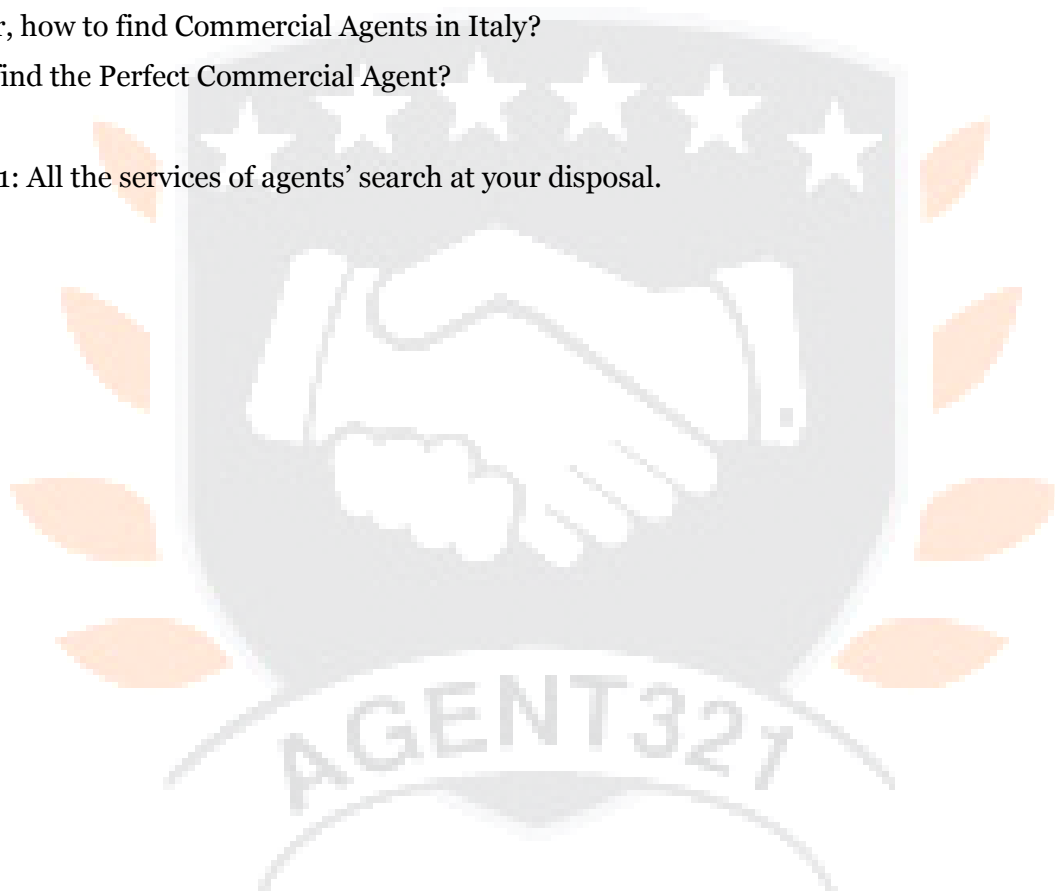 r, how to find Commercial Agents in Italy?
find the Perfect Commercial Agent?
1: All the services of agents’ search at your disposal.
AGENT321